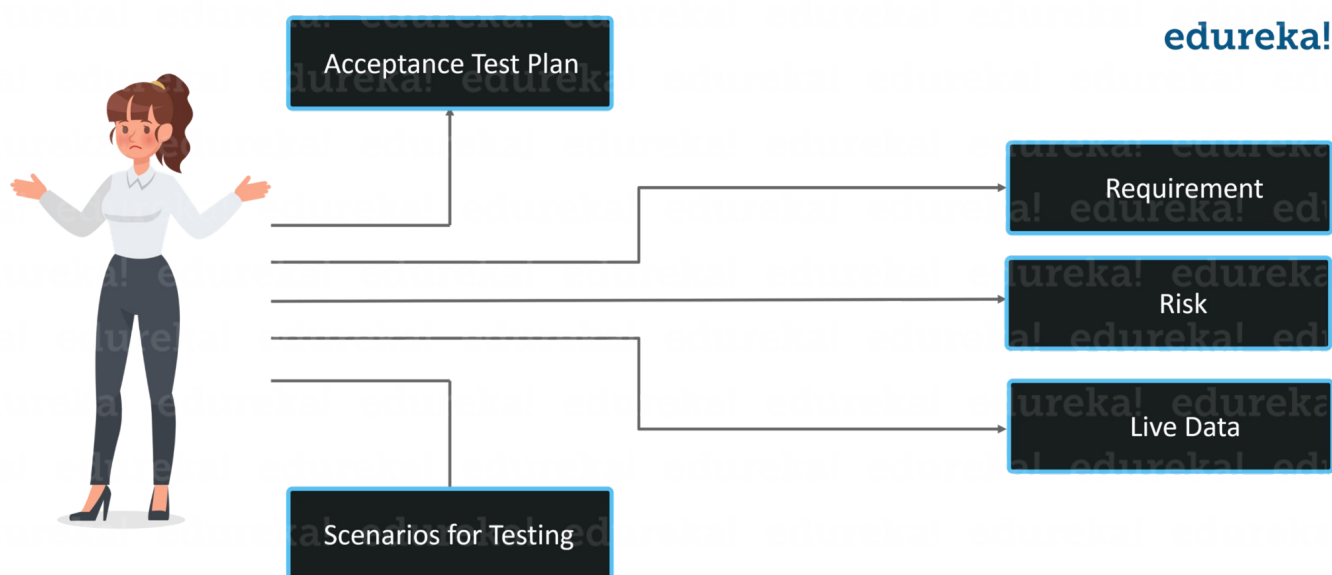 edureka!
Acceptance Test Plan
Requirement
Risk
Live Data
Scenarios for Testing